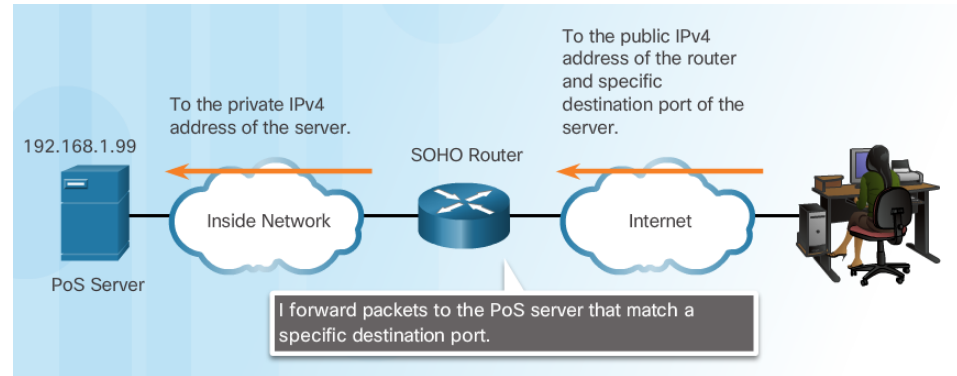 To the public IPv4
address of the router
and specific
destination port of the
server.
To the private IPv4
address of the server.
192.168.1.99
SOHO Router
Inside Network
Internet
PoS Server
I forward packets to the PoS server that match a
specific destination port.